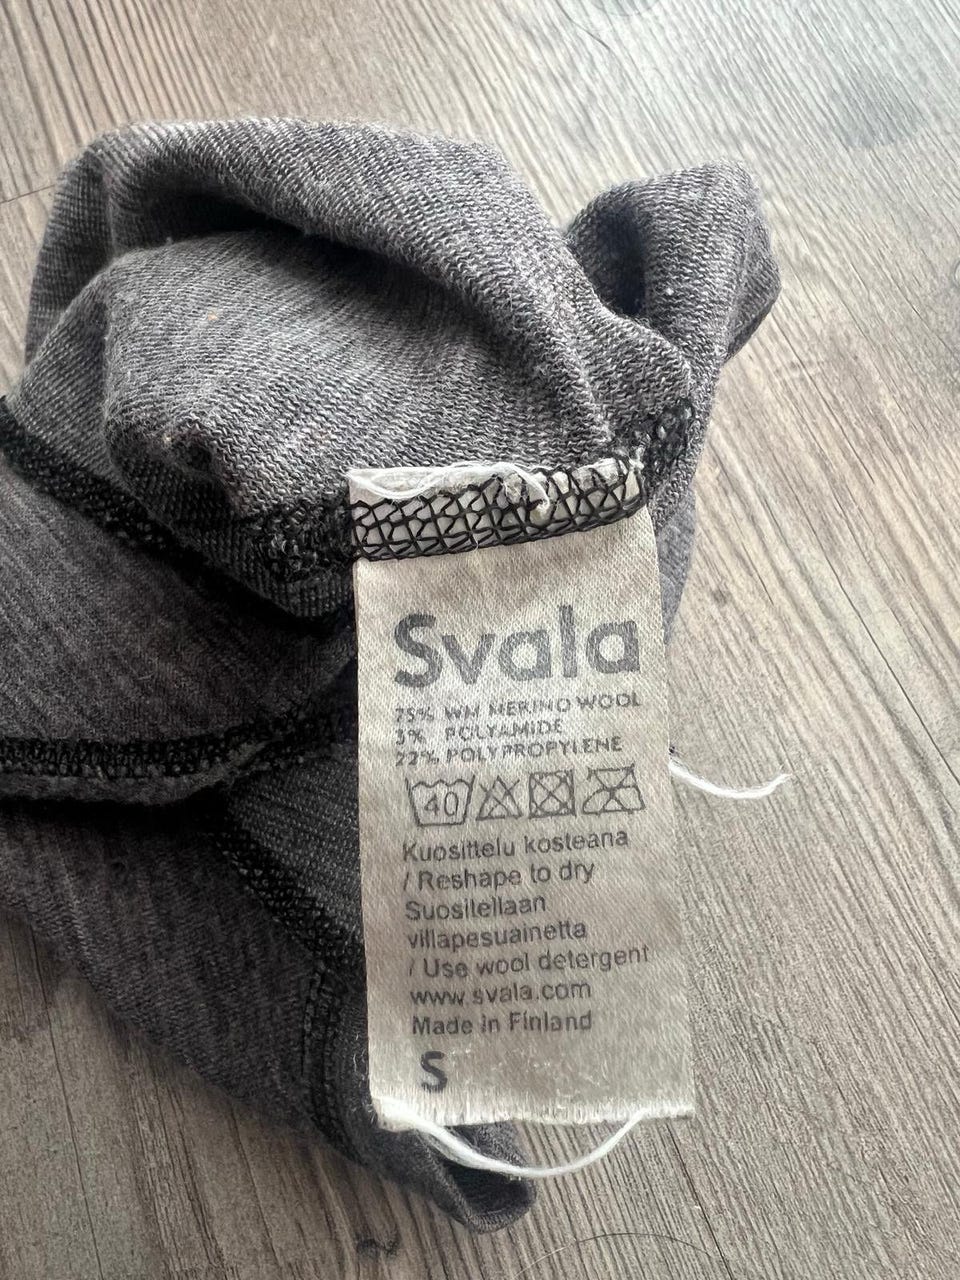 Svala
75% WM MERINO WOOL
3% POLYAMIDE
22% POLYPROPYLENE
40
Kuosittelu kosteana
/ Reshape to dry
Suositellaan
villapesuainetta
/ Use wool detergent
www.svala.com
Made in Finland
S